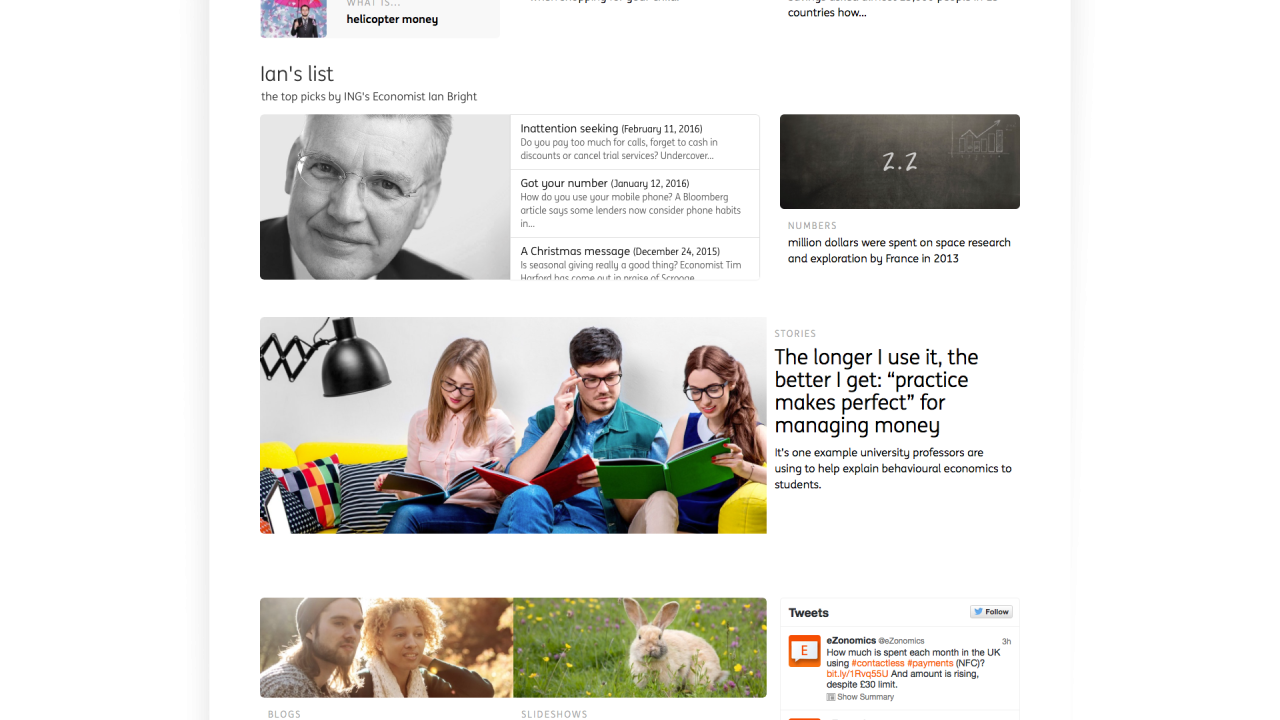 WHAT IS...
helicopter money
when shopping for your child.
countries how...
Ian's list
the top picks by ING's Economist Ian Bright
Inattention seeking (February 11, 2016)
Do you pay too much for calls, forget to cash in
discounts or cancel trial services? Undercover...
Got your number (January 12, 2016)
How do you use your mobile phone? A Bloomberg
article says some lenders now consider phone habits
in...
A Christmas message (December 24, 2015)
Is seasonal giving really a good thing? Economist Tim
Harford has come out in praise of Scrooge
2.2
NUMBERS
million dollars were spent on space research
and exploration by France in 2013
STORIES
The longer I use it, the
better I get: “practice
makes perfect” for
managing money
It's one example university professors are
using to help explain behavioural economics to
students.
BLOGS
SLIDESHOWS
Tweets
Follow
eZonomics @eZonomics 3h
E
How much is spent each month in the UK
using #contactless #payments (NFC)?
bit.ly/1Rvq55U And amount is rising,
despite £30 limit.
Show Summary